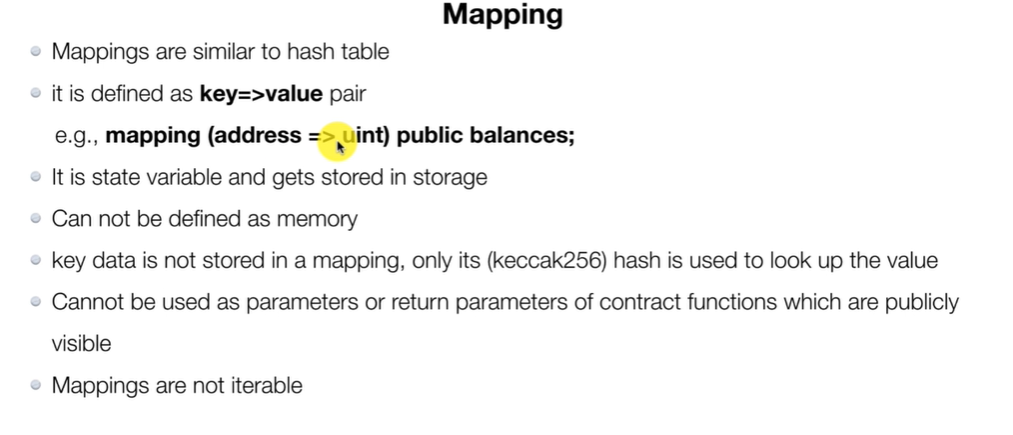 Mapping
Mappings are similar to hash table
it is defined as key=>value pair
e.g., mapping (address => uint) public balances;
It is state variable and gets stored in storage
Can not be defined as memory
key data is not stored in a mapping, only its (keccak256) hash is used to look up the value
Cannot be used as parameters or return parameters of contract functions which are publicly
visible
Mappings are not iterable